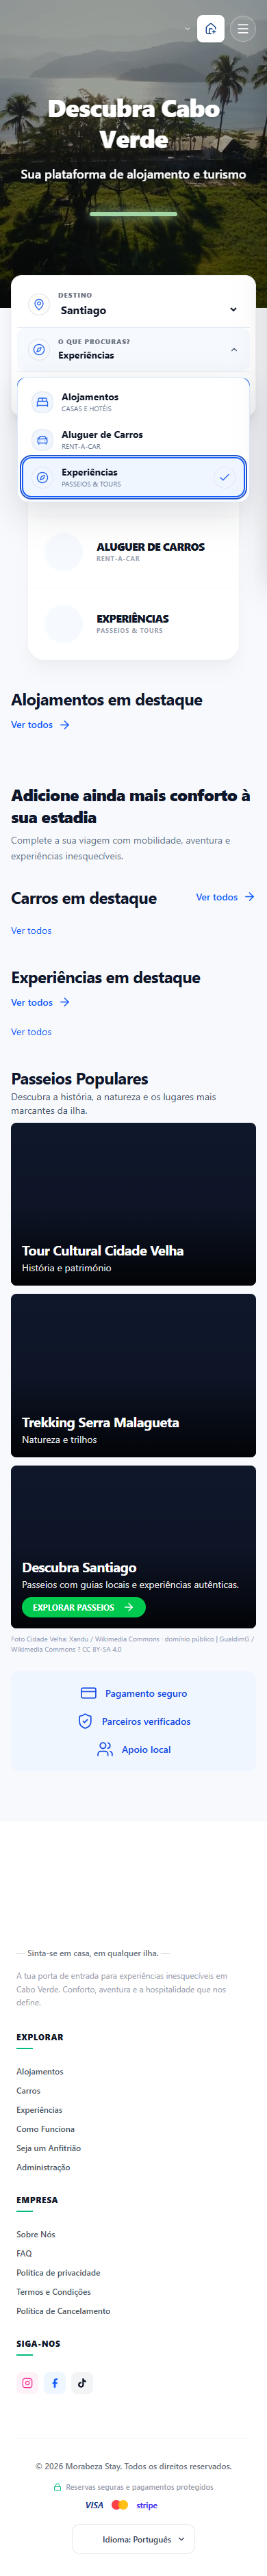 Descubra Cabo
Verde
Sua plataforma de alojamento e turismo
DESTINO
Santiago
O QUE PROCURAS?
Experiências
Alojamentos
CASAS E HOTÉIS
Aluguer de Carros
RENT-A-CAR
Experiências
PASSEIOS & TOURS
ALUGUER DE CARROS
RENT-A-CAR
EXPERIÊNCIAS
PASSEIOS & TOURS
Alojamentos em destaque
Ver todos
Adicione ainda mais conforto à
sua estadia
Complete a sua viagem com mobilidade, aventura e
experiências inesquecíveis.
Carros em destaque
Ver todos
Ver todos
Experiências em destaque
Ver todos
Ver todos
Passeios Populares
Descubra a história, a natureza e os lugares mais
marcantes da ilha.
Tour Cultural Cidade Velha
História e património
Trekking Serra Malagueta
Natureza e trilhos
Descubra Santiago
Passeios com guias locais e experiências autênticas.
EXPLORAR PASSEIOS
Foto Cidade Velha: Xandu / Wikimedia Commons · domínio público | GualdimG /
Wikimedia Commons ? CC BY-SA 4.0
Pagamento seguro
Parceiros verificados
Apoio local
— Sinta-se em casa, em qualquer ilha. —
A tua porta de entrada para experiências inesquecíveis em
Cabo Verde. Conforto, aventura e a hospitalidade que nos
define.
EXPLORAR
Alojamentos
Carros
Experiências
Como Funciona
Seja um Anfitrião
Administração
EMPRESA
Sobre Nós
FAQ
Política de privacidade
Termos e Condições
Política de Cancelamento
SIGA-NOS
© 2026 Morabeza Stay. Todos os direitos reservados.
Reservas seguras e pagamentos protegidos
VISA stripe
Idioma: Português